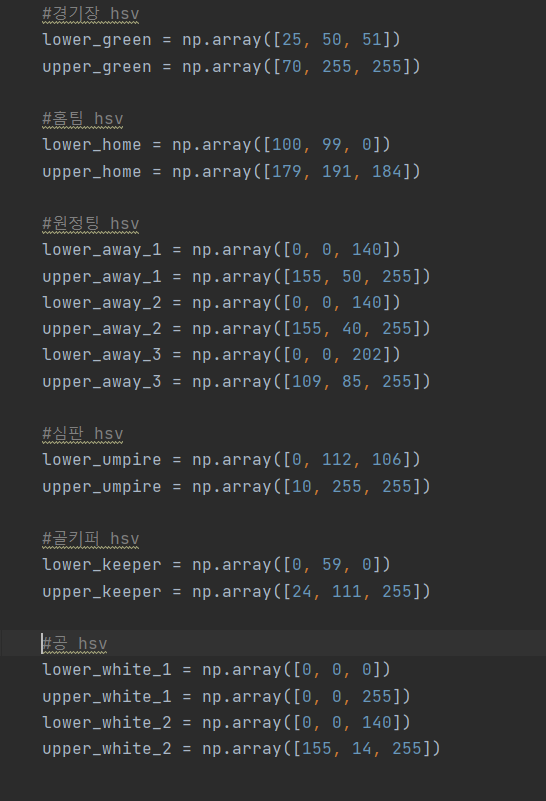 #경기장 hsv
lower_green = np.array([25, 50, 51])
upper_green = np.array([70, 255, 255])
#홈팀 hsv
lower_home = np.array([100, 99, 0])
upper_home = np.array([179, 191, 184])
#원정팅 hsv
lower_away_1 = np.array([0, 0, 140])
upper_away_1 = np.array([155, 50, 255])
lower_away_2 = np.array([0, 0, 140])
upper_away_2 = np.array([155, 40, 255])
lower_away_3 = np.array([0, 0, 202])
upper_away_3 = np.array([109, 85, 255])
#심판 hsv
lower_umpire = np.array([0, 112, 106])
upper_umpire = np.array([10, 255, 255])
#골키퍼 hsv
lower_keeper = np.array([0, 59, 0])
upper_keeper = np.array([24, 111, 255])
#공 hsv
lower_white_1 = np.array([0, 0, 0])
upper_white_1 = np.array([0, 0, 255])
lower_white_2 = np.array([0, 0, 140])
upper_white_2 = np.array([155, 14, 255])